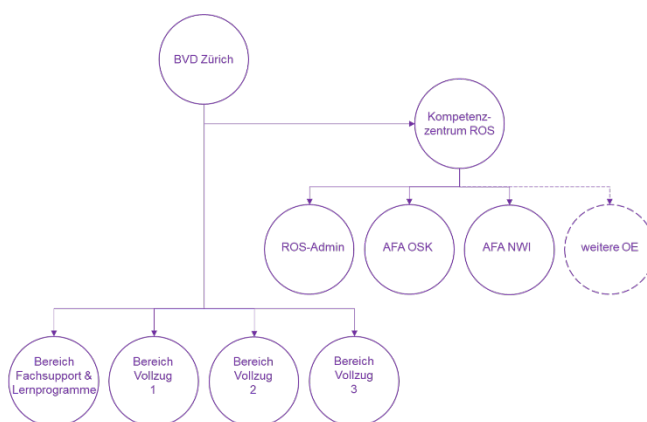 BVD Zürich
Kompetenz-
zentrum ROS
ROS-Admin
AFA OSK
AFA NWI
weitere OE
Bereich
Fachsupport &
Lernprogramme
Bereich
Vollzug
1
Bereich
Vollzug
2
Bereich
Vollzug
3